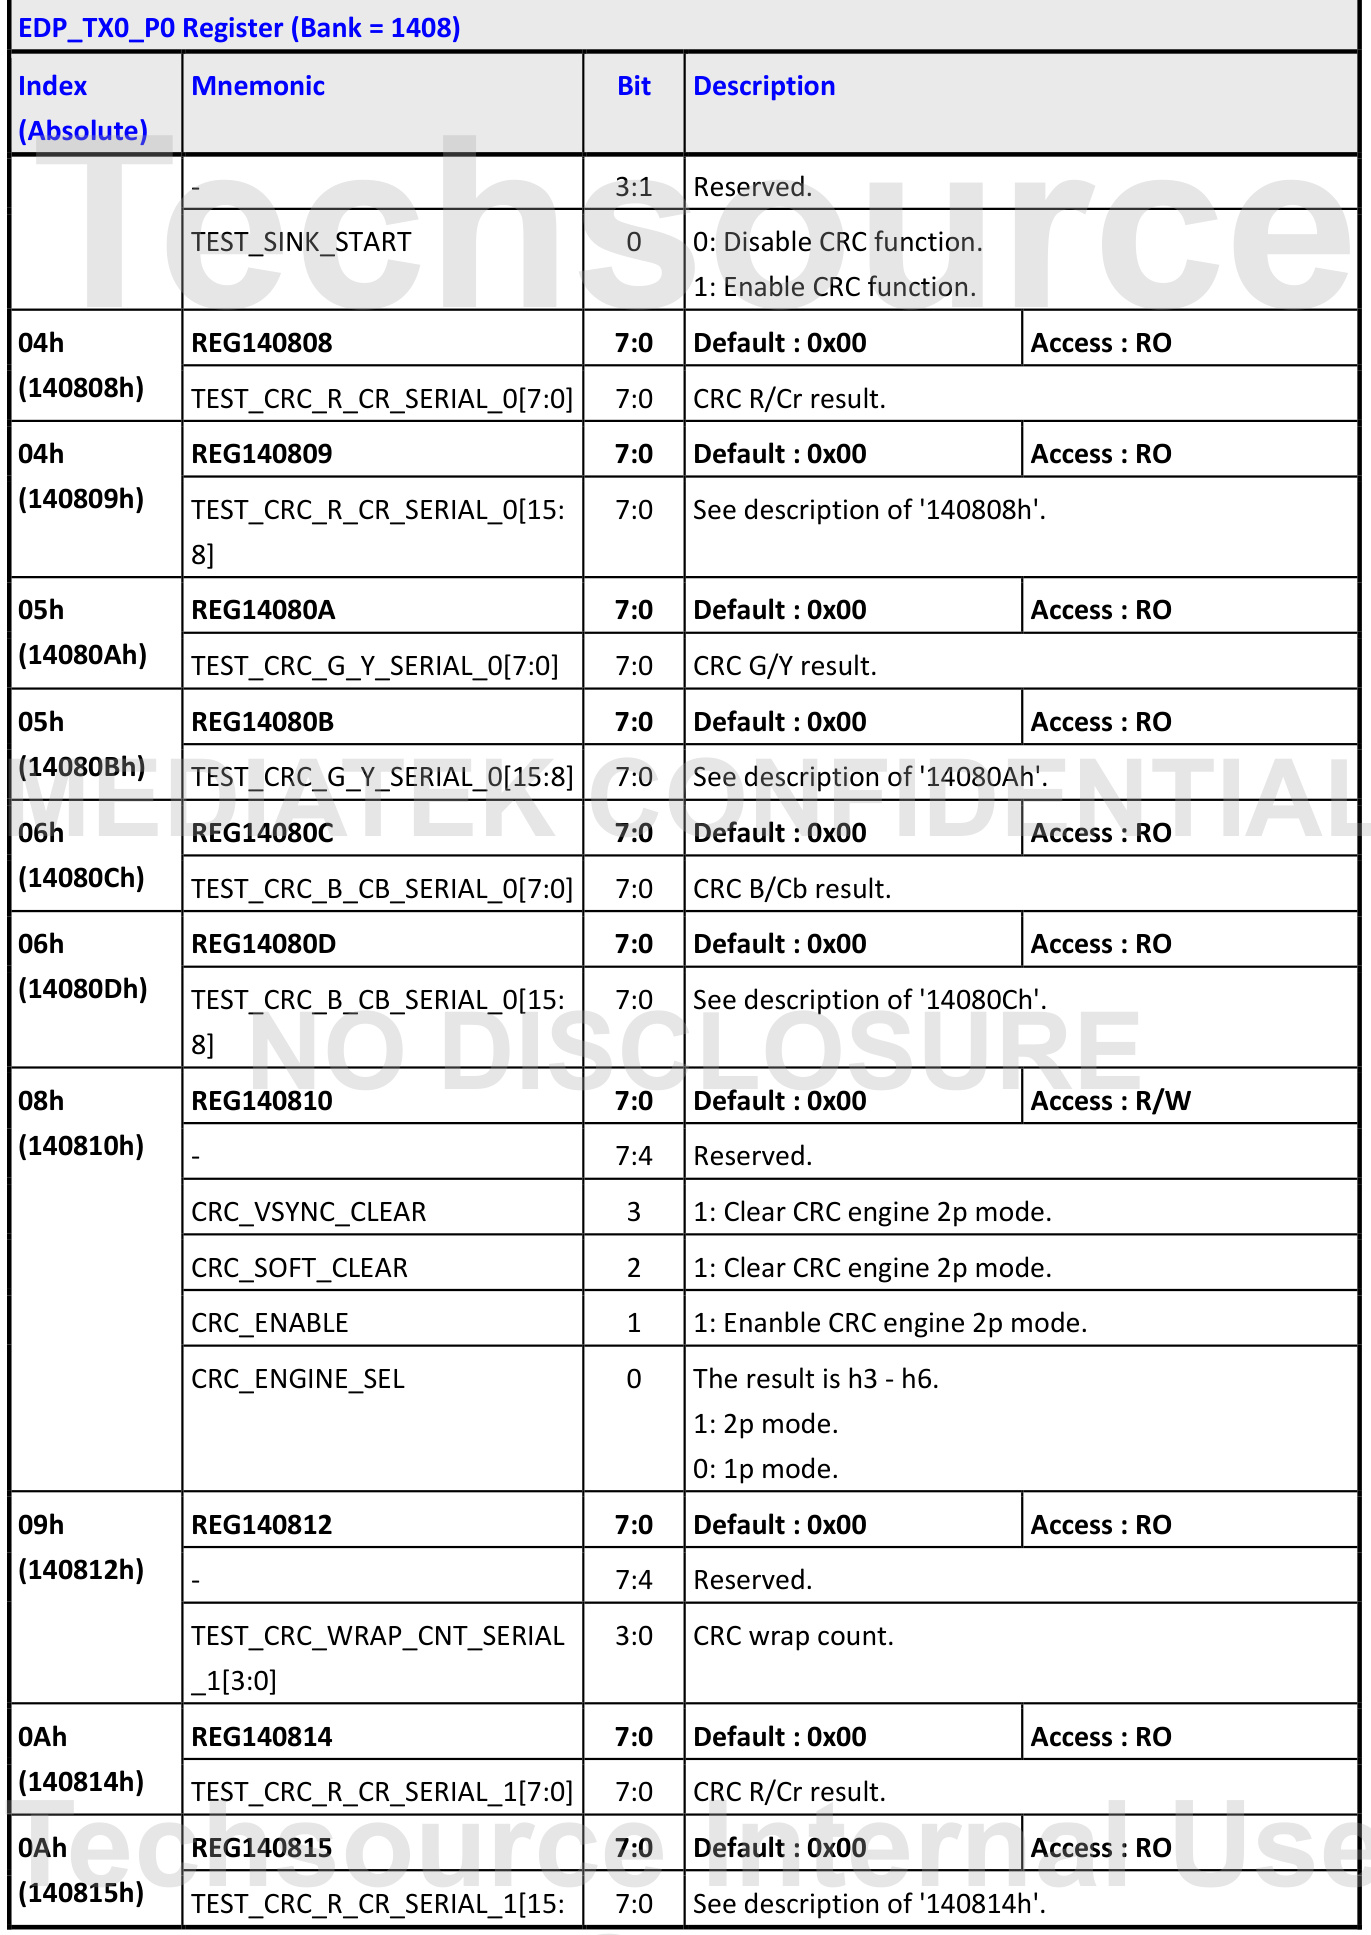 EDP_TX0_P0 Register (Bank = 1408)
Index Mnemonic Bit Description
(Absolute)
- 3:1 Reserved.
TEST_SINK_START 0 0: Disable CRC function.
1: Enable CRC function.
Techsource
04h REG140808 7:0 Default : 0x00 Access : RO
(140808h)
TEST_CRC_R_CR_SERIAL_0[7:0] 7:0 CRC R/Cr result.
04h REG140809 7:0 Default : 0x00 Access : RO
(140809h)
TEST_CRC_R_CR_SERIAL_0[15: 7:0 See description of '140808h'.
8]
05h REG14080A 7:0 Default : 0x00 Access : RO
(14080Ah)
TEST_CRC_G_Y_SERIAL_0[7:0] 7:0 CRC G/Y result.
05h REG14080B 7:0 Default : 0x00 Access : RO
(14080Bh)
TEST_CRC_G_Y_SERIAL_0[15:8] 7:0 See description of '14080Ah'.
MEDIATEK CONFIDENTIAL
06h REG14080C 7:0 Default : 0x00 Access : RO
(14080Ch)
TEST_CRC_B_CB_SERIAL_0[7:0] 7:0 CRC B/Cb result.
06h REG14080D 7:0 Default : 0x00 Access : RO
(14080Dh)
TEST_CRC_B_CB_SERIAL_0[15: 7:0 See description of '14080Ch'.
8]
NO DISCLOSURE
08h REG140810 7:0 Default : 0x00 Access : R/W
(140810h)
- 7:4 Reserved.
CRC_VSYNC_CLEAR 3 1: Clear CRC engine 2p mode.
CRC_SOFT_CLEAR 2 1: Clear CRC engine 2p mode.
CRC_ENABLE 1 1: Enanble CRC engine 2p mode.
CRC_ENGINE_SEL 0 The result is h3 - h6.
1: 2p mode.
0: 1p mode.
09h REG140812 7:0 Default : 0x00 Access : RO
(140812h)
- 7:4 Reserved.
TEST_CRC_WRAP_CNT_SERIAL 3:0 CRC wrap count.
_1[3:0]
0Ah REG140814 7:0 Default : 0x00 Access : RO
(140814h)
TEST_CRC_R_CR_SERIAL_1[7:0] 7:0 CRC R/Cr result.
Techsource Internal Use
0Ah REG140815 7:0 Default : 0x00 Access : RO
(140815h)
TEST_CRC_R_CR_SERIAL_1[15: 7:0 See description of '140814h'.